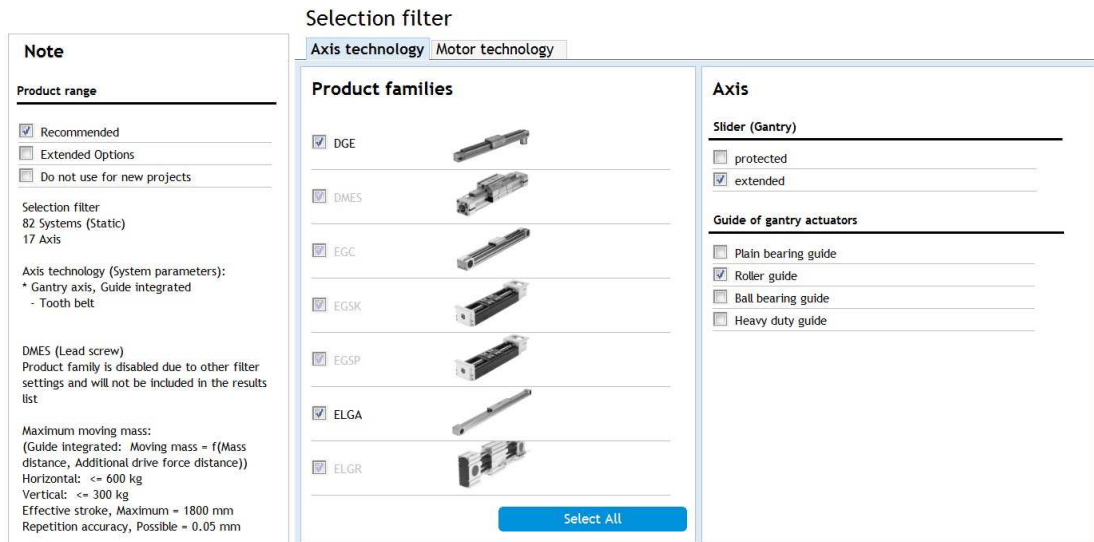 Selection filter
Note
Product range
Recommended
Extended Options
Do not use for new projects
Selection filter
82 Systems (Static)
17 Axis
Axis technology (System parameters):
* Gantry axis, Guide integrated
- Tooth belt
DMES (Lead screw)
Product family is disabled due to other filter
settings and will not be included in the results
list
Maximum moving mass:
(Guide integrated: Moving mass = f(Mass
distance, Additional drive force distance))
Horizontal: <= 600 kg
Vertical: <= 300 kg
Effective stroke, Maximum = 1800 mm
Repetition accuracy, Possible = 0.05 mm
Axis technology Motor technology
Product families
DGE
DMES
EGC
EGSK
EGSP
ELGA
ELGR
Select All
Axis
Slider (Gantry)
protected
extended
Guide of gantry actuators
Plain bearing guide
Roller guide
Ball bearing guide
Heavy duty guide